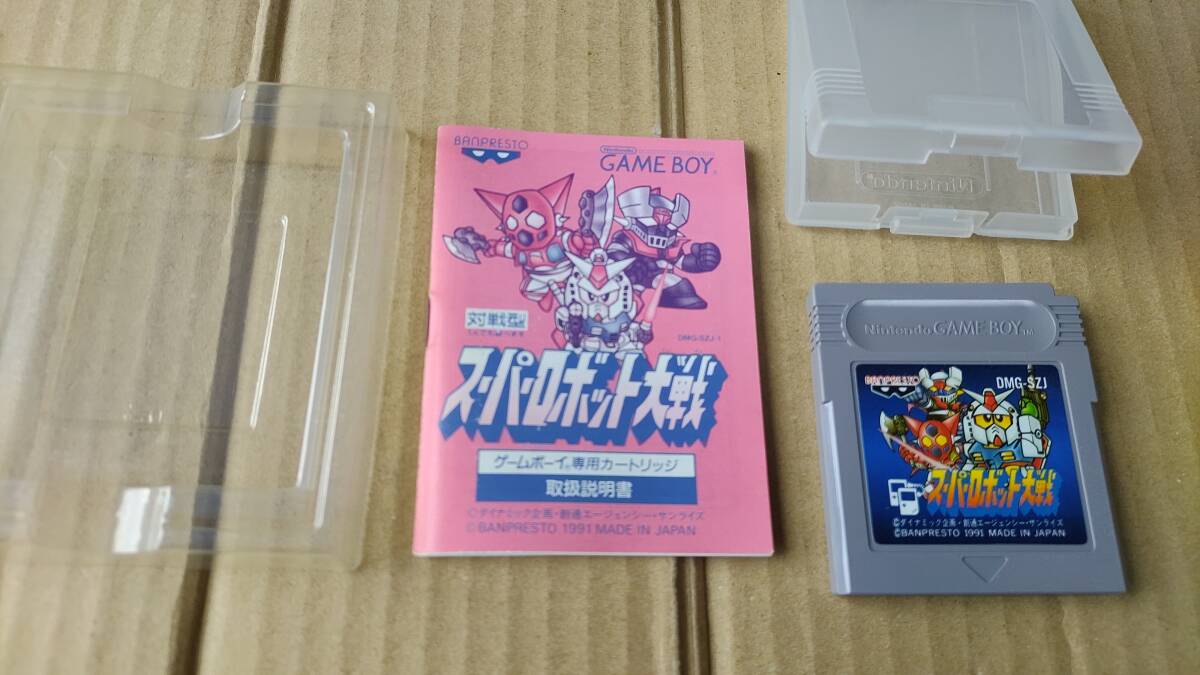 BANPRESTO
Nintendo
GAME BOY
対戦型
DMG-SZJ-1
スーパーロボット大戦
ゲームボーイ®専用カートリッジ
取扱説明書
©ダイナミック企画・創通エージェンシー・サンライズ
©BANPRESTO 1991 MADE IN JAPAN
Nintendo
Nintendo GAME BOY TM
BANPRESTO
DMG-SZJ
スーパーロボット大戦
©ダイナミック企画・創通エージェンシー・サンライズ
©BANPRESTO 1991 MADE IN JAPAN